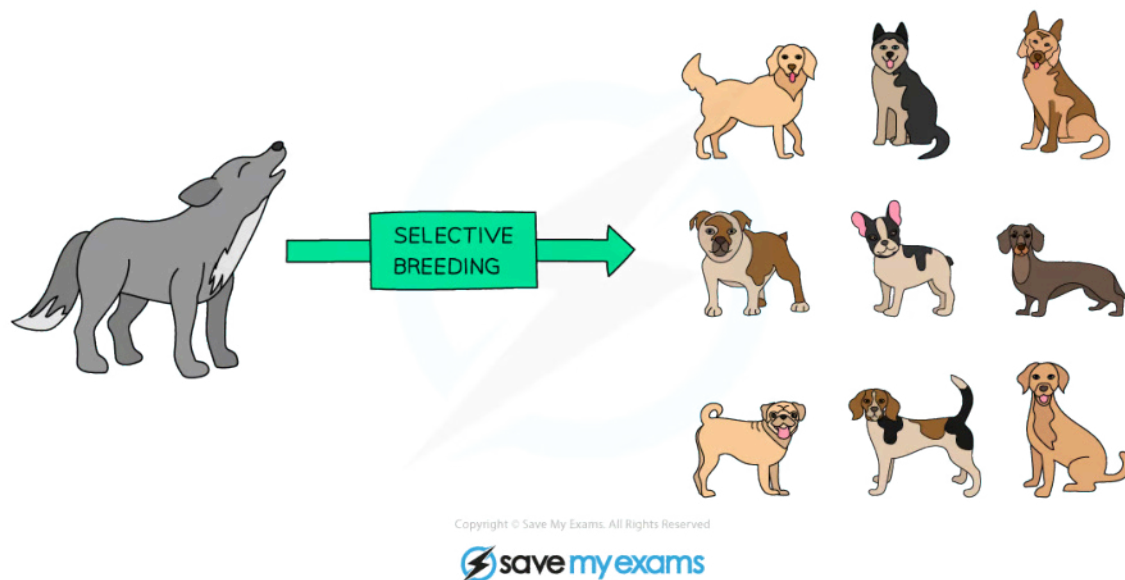 SELECTIVE
BREEDING
Copyright © Save My Exams. All Rights Reserved
save my exams